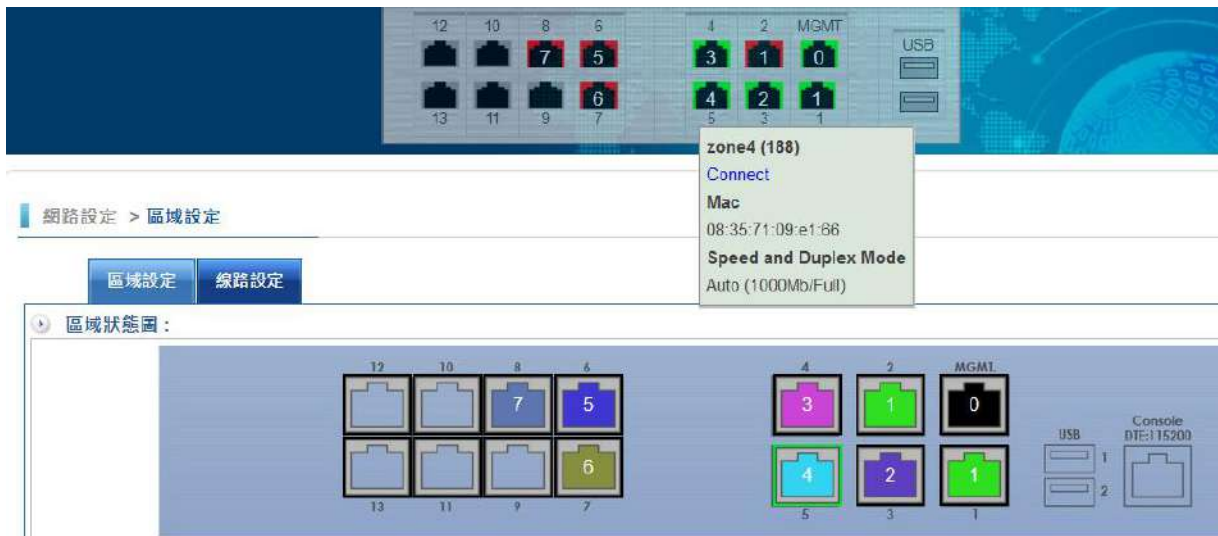 12 10 8 6 4 2 MGMT
USB
7 5 3 1 0
6 4 2 1
13 11 9 7 5 3 1
zone4 (188)
Connect
Mac
08:35:71:09:e1:66
Speed and Duplex Mode
Auto (1000Mb/Full)
網路設定 > 區域設定
區域設定 線路設定
區域狀態圖：
12 10 8 6 4 2 MGMT.
7 5 3 1 0
USB
Console
DTE:115200
1
6 4 2 1
2
13 11 9 7 5 3 1